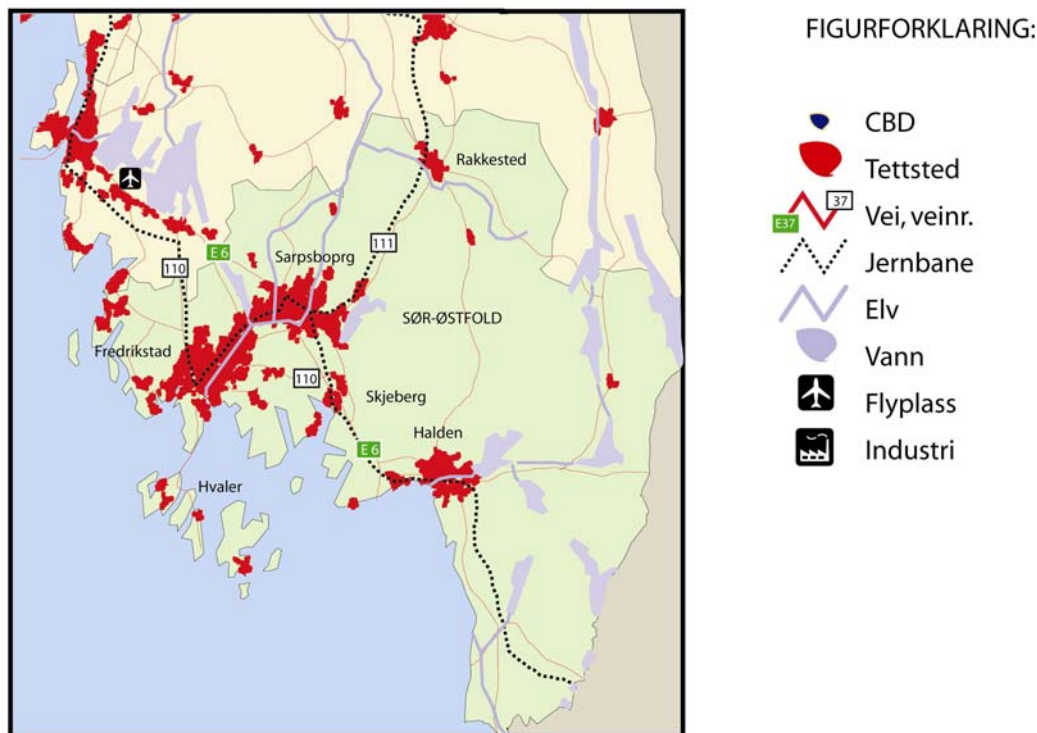 Rakkested
E 6
111
Sarpsboprg
110
SØR-ØSTFOLD
Fredrikstad
110
Skjeberg
Halden
E 6
Hvaler
FIGURFORKLARING:
CBD
Tettsted
37
E37
Vei, veinr.
Jernbane
Elv
Vann
Flyplass
Industri